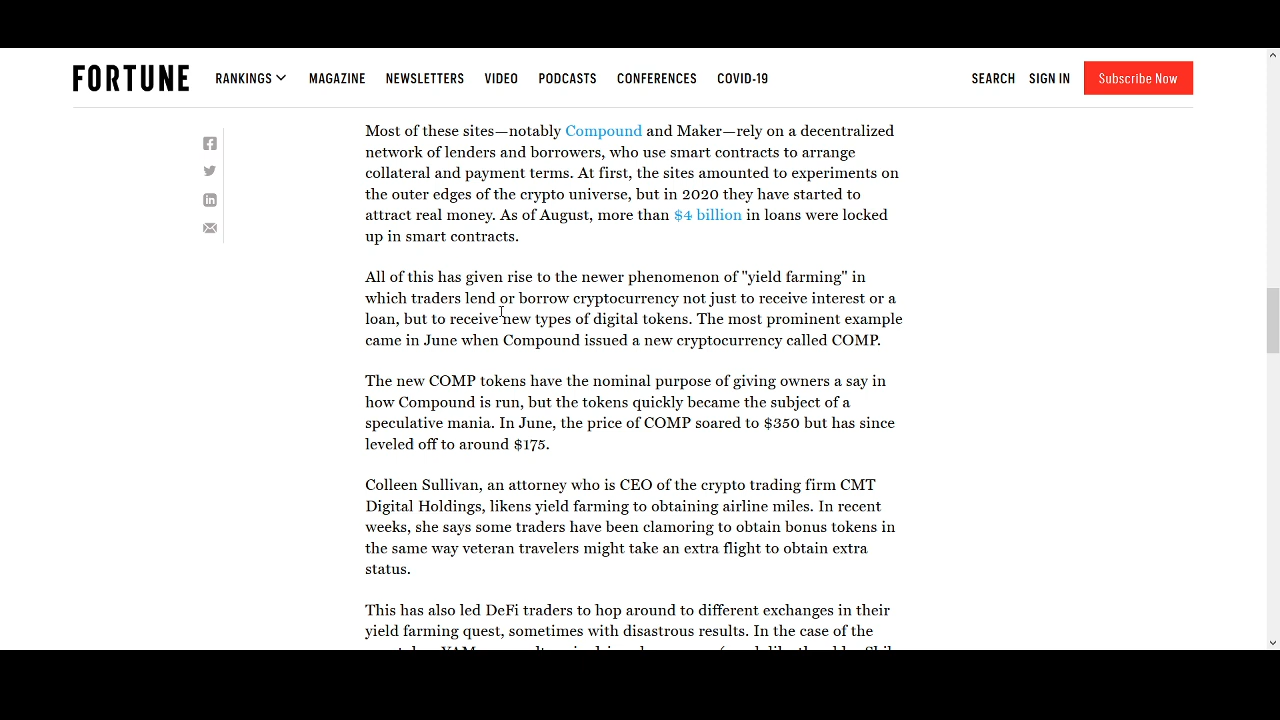 FORTUNE RANKINGS MAGAZINE NEWSLETTERS VIDEO PODCASTS CONFERENCES COVID-19 SEARCH SIGN IN Subscribe Now
Most of these sites—notably Compound and Maker—rely on a decentralized
network of lenders and borrowers, who use smart contracts to arrange
collateral and payment terms. At first, the sites amounted to experiments on
the outer edges of the crypto universe, but in 2020 they have started to
attract real money. As of August, more than $4 billion in loans were locked
up in smart contracts.
All of this has given rise to the newer phenomenon of "yield farming" in
which traders lend or borrow cryptocurrency not just to receive interest or a
loan, but to receive new types of digital tokens. The most prominent example
came in June when Compound issued a new cryptocurrency called COMP.
The new COMP tokens have the nominal purpose of giving owners a say in
how Compound is run, but the tokens quickly became the subject of a
speculative mania. In June, the price of COMP soared to $350 but has since
leveled off to around $175.
Colleen Sullivan, an attorney who is CEO of the crypto trading firm CMT
Digital Holdings, likens yield farming to obtaining airline miles. In recent
weeks, she says some traders have been clamoring to obtain bonus tokens in
the same way veteran travelers might take an extra flight to obtain extra
status.
This has also led DeFi traders to hop around to different exchanges in their
yield farming quest, sometimes with disastrous results. In the case of the